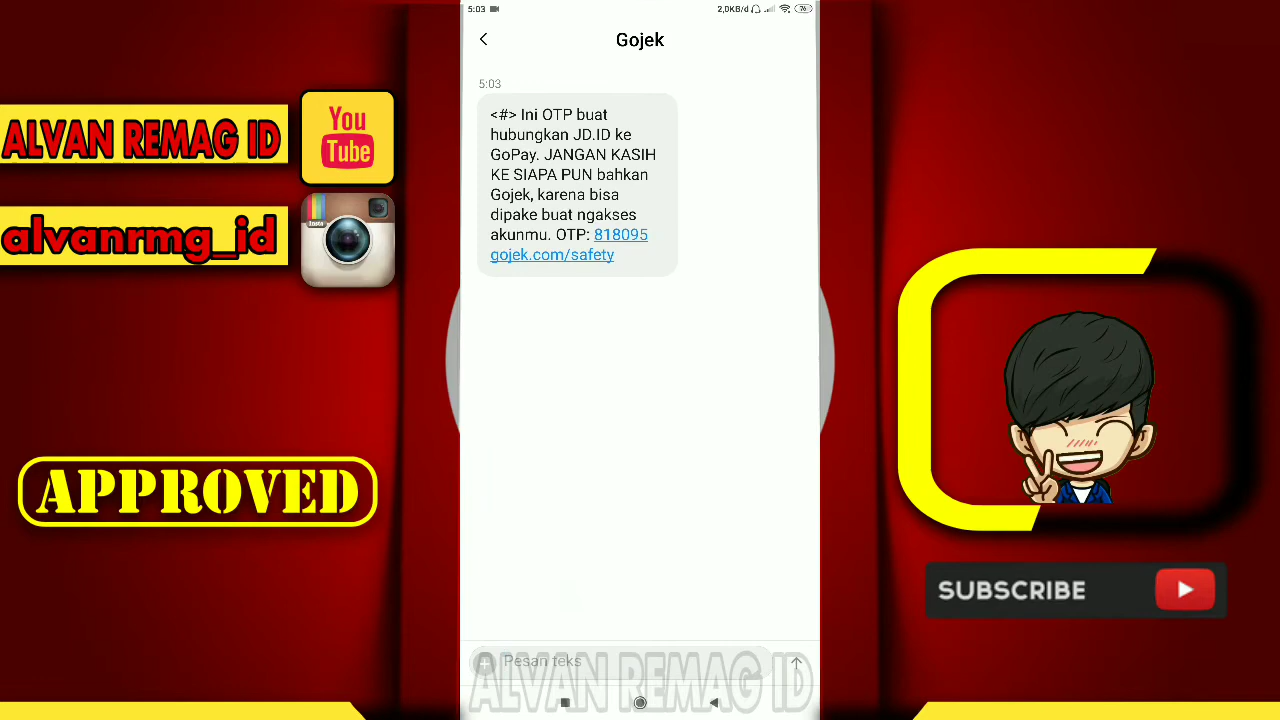 ALVAN REMAG ID
You
Tube
alvanrmg_id
Insta
APPROVED
5:03
2,0KB/d
76
Gojek
5:03
<#> Ini OTP buat
hubungkan JD.ID ke
GoPay. JANGAN KASIH
KE SIAPA PUN bahkan
Gojek, karena bisa
dipake buat ngakses
akunmu. OTP: 818095
gojek.com/safety
Pesan teks
ALVAN REMAG ID
SUBSCRIBE